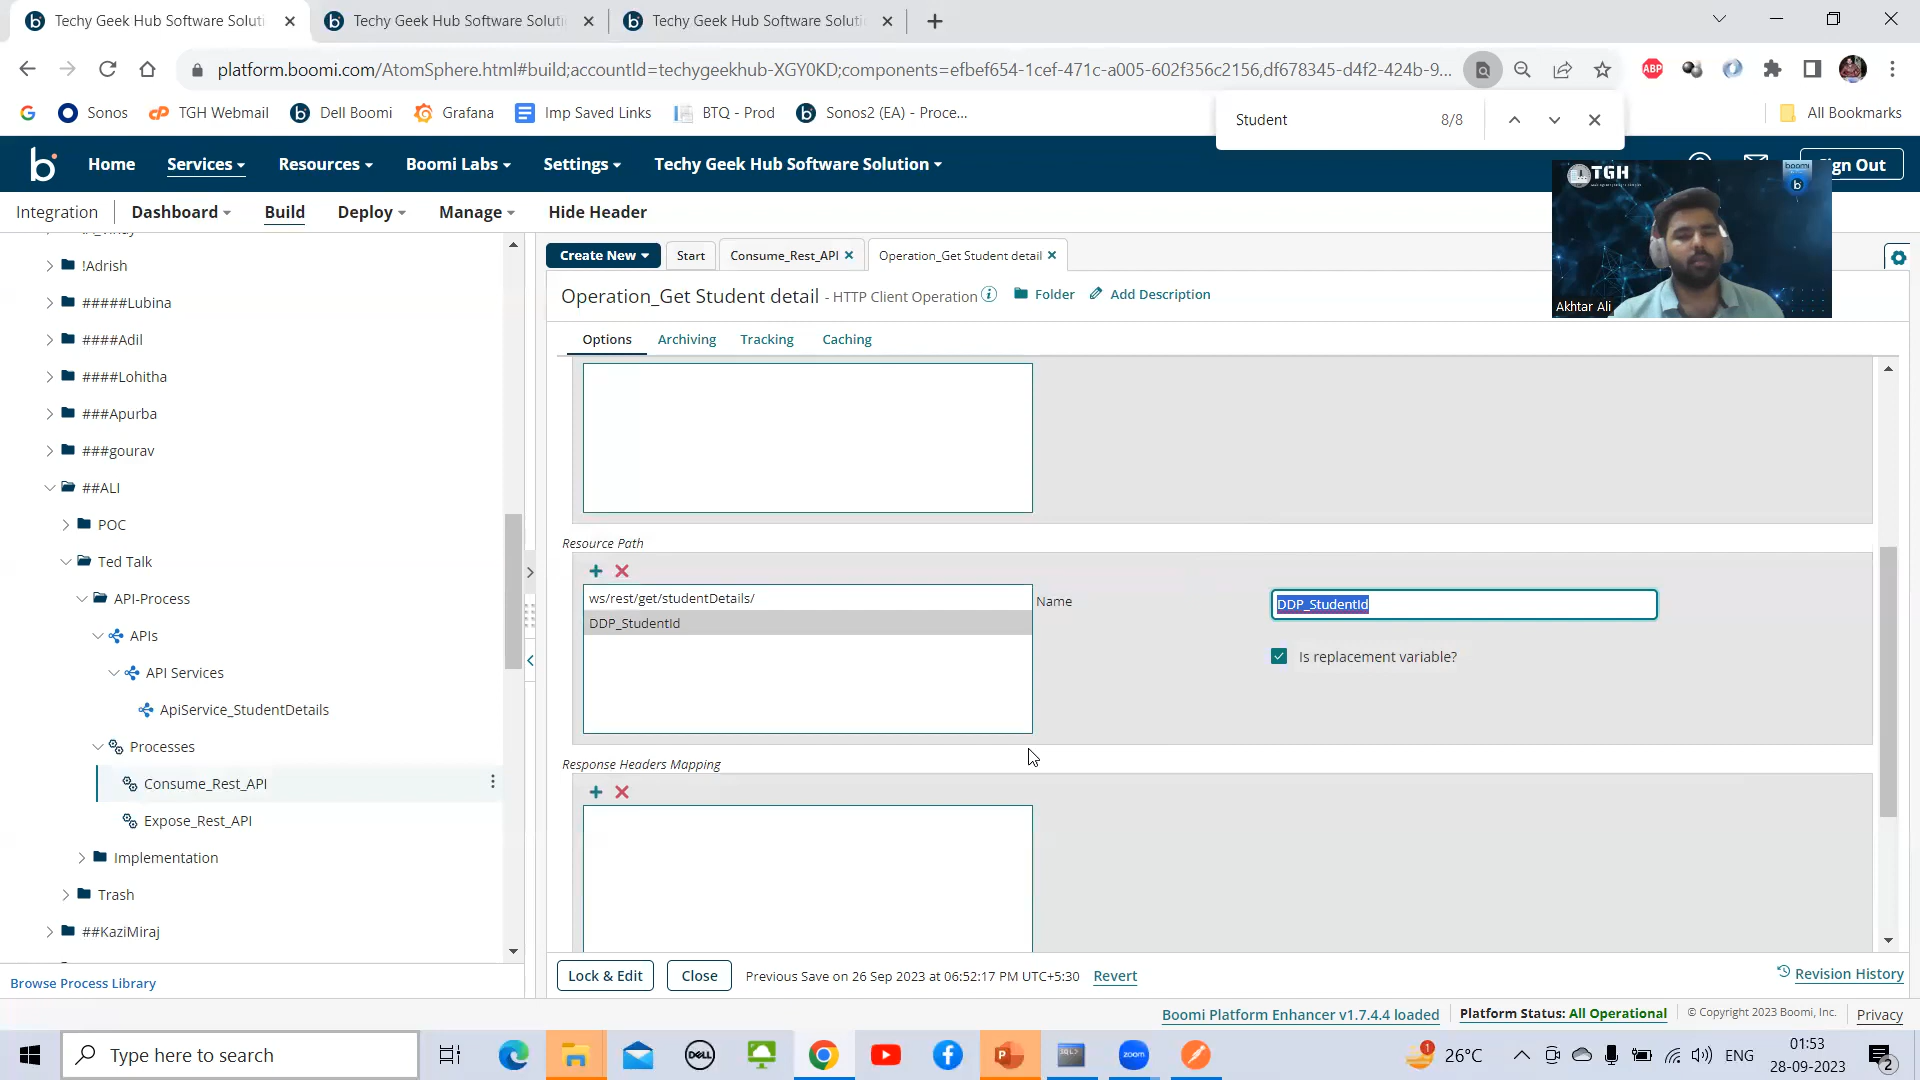 Techy Geek Hub Software Soluti
Techy Geek Hub Software Soluti
Techy Geek Hub Software Soluti
platform.boomi.com/AtomSphere.html#build;accountId=techygeekhub-XGY0KD;components=efbef654-1cef-471c-a005-602f356c2156,df678345-d4f2-424b-9...
ABP
Sonos
TGH Webmail
Dell Boomi
Grafana
Imp Saved Links
BTQ - Prod
Sonos2 (EA) - Proce...
All Bookmarks
Student
8/8
Home
Services
Resources
Boomi Labs
Settings
Techy Geek Hub Software Solution
gn Out
Integration
Dashboard
Build
Deploy
Manage
Hide Header
TGH
boomi
Akhtar Ali
!Adrish
#####Lubina
####Adil
####Lohitha
###Apurba
###gourav
##ALI
POC
Ted Talk
API-Process
APIs
API Services
ApiService_StudentDetails
Processes
Consume_Rest_API
Expose_Rest_API
Implementation
Trash
##KaziMiraj
Browse Process Library
Create New
Start
Consume_Rest_API
Operation_Get Student detail
Operation_Get Student detail - HTTP Client Operation
Folder
Add Description
Options
Archiving
Tracking
Caching
Resource Path
ws/rest/get/studentDetails/
DDP_StudentId
Name
DDP_StudentId
Is replacement variable?
Response Headers Mapping
Lock & Edit
Close
Previous Save on 26 Sep 2023 at 06:52:17 PM UTC+5:30
Revert
Revision History
Boomi Platform Enhancer v1.7.4.4 loaded
Platform Status: All Operational
© Copyright 2023 Boomi, Inc.
Privacy
Type here to search
DELL
zoom
1
26°C
ENG
01:53
28-09-2023
2